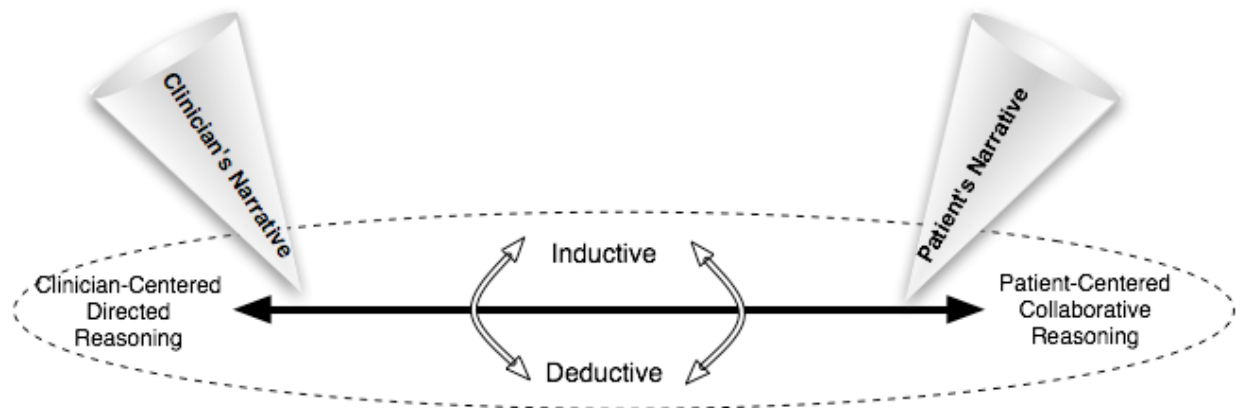 Clinician's Narrative
Patient's Narrative
Inductive
Clinician-Centered
Directed
Reasoning
Patient-Centered
Collaborative
Reasoning
Deductive